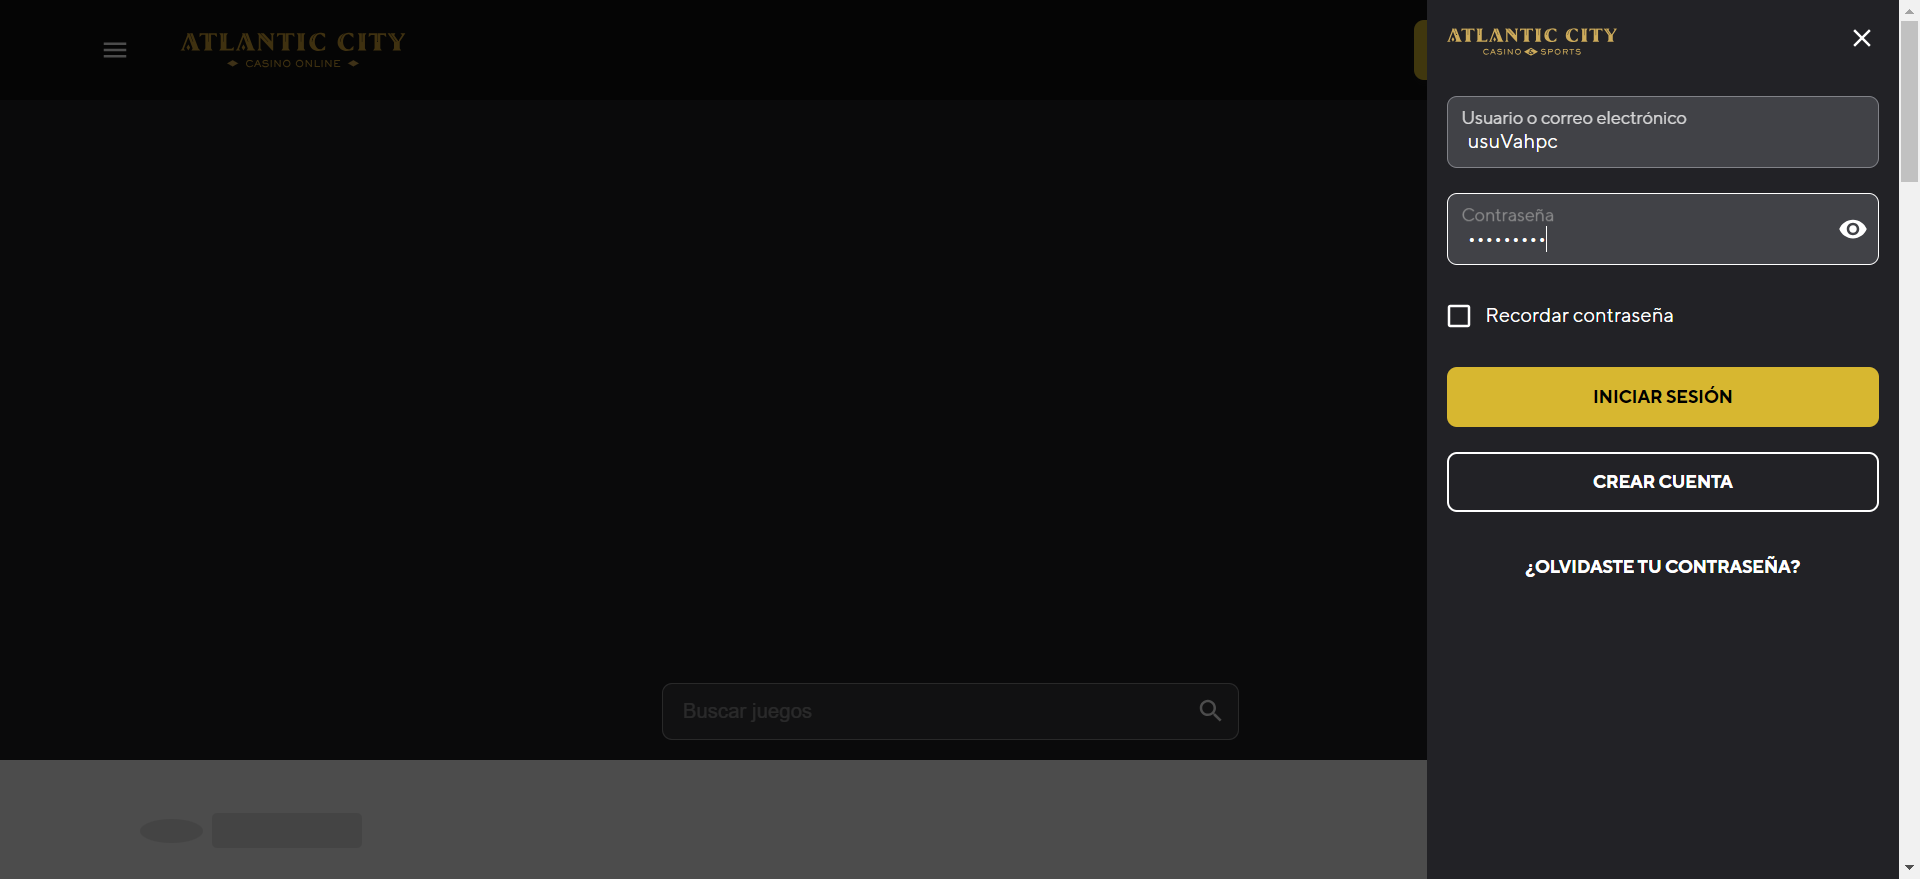 ATLANTIC CITY
CASINO ONLINE
Buscar juegos
ATLANTIC CITY
CASINO & SPORTS
Usuario o correo electrónico
usuVahpc
Contraseña
•••••••••
Recordar contraseña
INICIAR SESIÓN
CREAR CUENTA
¿OLVIDASTE TU CONTRASEÑA?